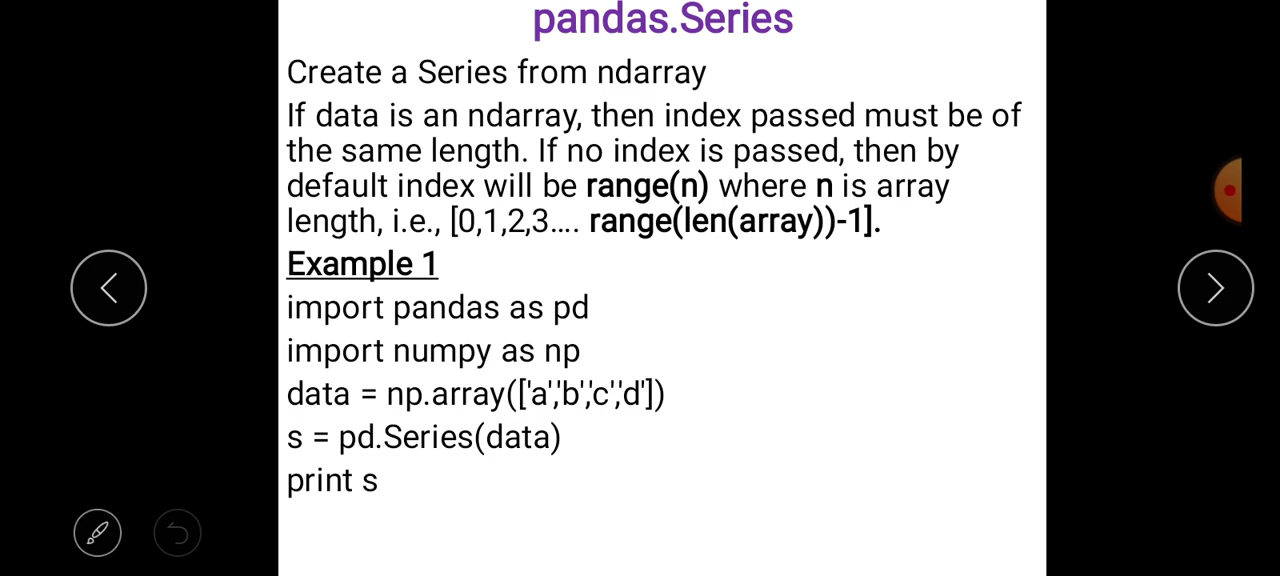 pandas.Series
Create a Series from ndarray
If data is an ndarray, then index passed must be of
the same length. If no index is passed, then by
default index will be range(n) where n is array
length, i.e., [0,1,2,3…. range(len(array))-1].
Example 1
import pandas as pd
import numpy as np
data = np.array(['a','b','c','d'])
s = pd.Series(data)
print s